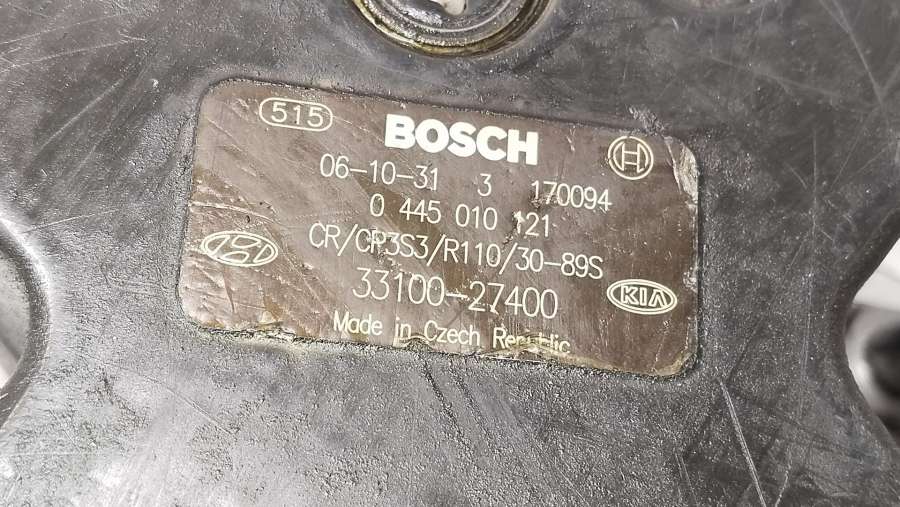 515
BOSCH
06-10-31 3 170094
0 445 010 121
CR/CP3S3/R110/30-89S
33100-27400
KIA
Made in Czech Republic